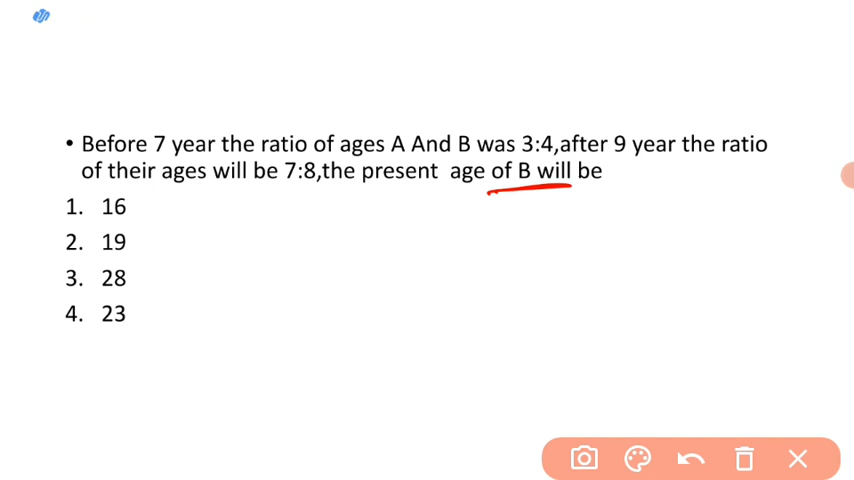 • Before 7 year the ratio of ages A And B was 3:4,after 9 year the ratio
of their ages will be 7:8,the present  age of B will be
1. 16
2. 19
3. 28
4. 23